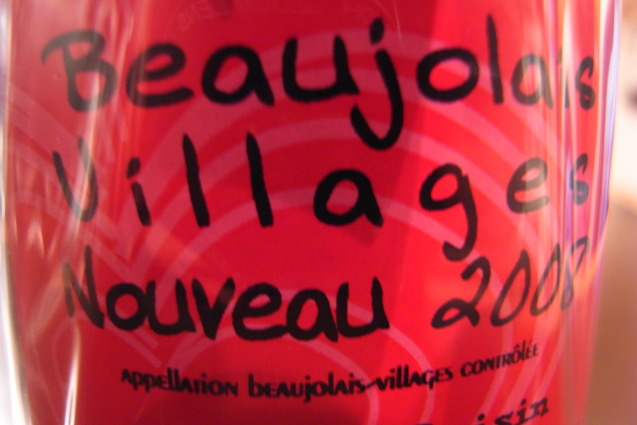 Beaujolais
Villages
Nouveau 2008
Appellation beaujolais-villages contrôlée